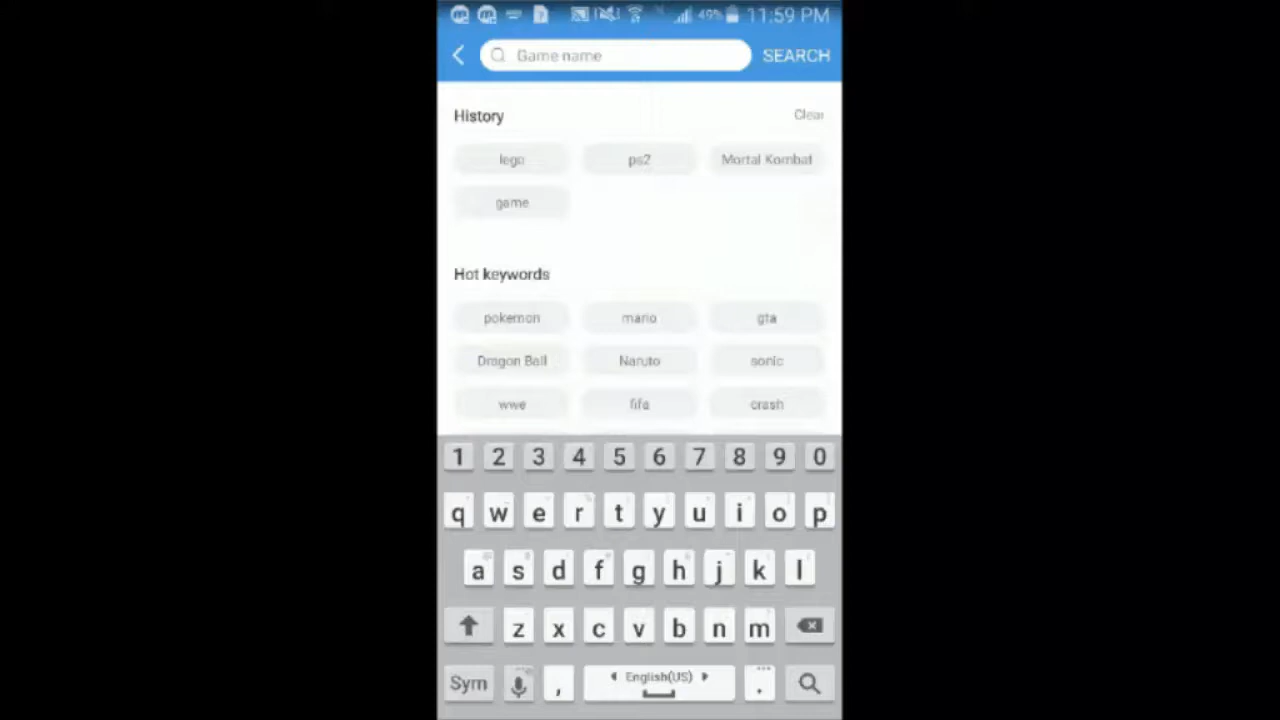 49% 11:59 PM
Game name SEARCH
History Clear
lego ps2 Mortal Kombat
game
Hot keywords
pokemon mario gta
Dragon Ball Naruto sonic
wwe fifa crash
1 2 3 4 5 6 7 8 9 0
q w e r t y u i o p
a s d f g h j k l
z x c v b n m
Sym , English(US) .